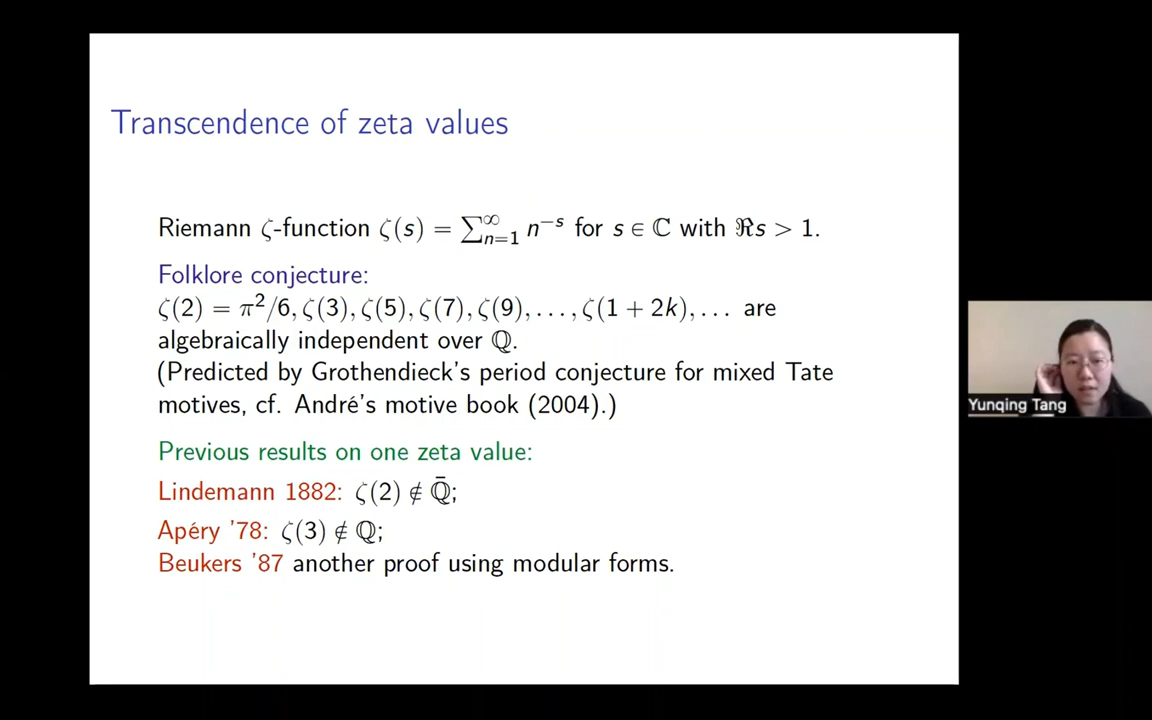 Transcendence of zeta values
Riemann ζ-function ζ(s) = ∑_{n=1}^{∞} n^{−s} for s ∈ ℂ with ℜs > 1.
Folklore conjecture:
ζ(2) = π²/6, ζ(3), ζ(5), ζ(7), ζ(9), . . . , ζ(1 + 2k), . . . are
algebraically independent over ℚ.
(Predicted by Grothendieck's period conjecture for mixed Tate
motives, cf. André's motive book (2004).)
Previous results on one zeta value:
Lindemann 1882: ζ(2) ∉ ℚ̄;
Apéry '78: ζ(3) ∉ ℚ;
Beukers '87 another proof using modular forms.
Yunqing Tang